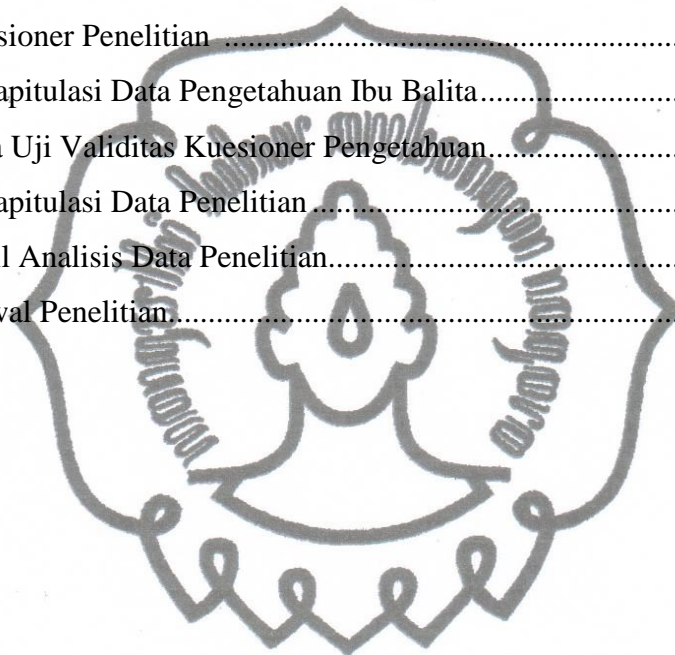 sioner Penelitian ........................................................
apitulasi Data Pengetahuan Ibu Balita.........................
a Uji Validitas Kuesioner Pengetahuan........................
apitulasi Data Penelitian..............................................
l Analisis Data Penelitian............................................
val Penelitian...............................................................